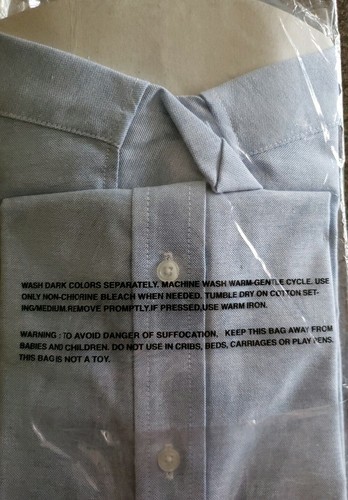 WASH DARK COLORS SEPARATELY. MACHINE WASH WARM-GENTLE CYCLE. USE
ONLY NON-CHIORINE BLEACH WHEN NEEDED. TUMBLE DRY ON COTTON SET-
ING/MEDIUM.REMOVE PROMPTLY.IF PRESSED,USE WARM IRON.
WARNING : TO AVOID DANGER OF SUFFOCATION, KEEP THIS BAG AWAY FROM
BABIES AND CHILDREN. DO NOT USE IN CRIBS, BEDS, CARRIAGES OR PLAY PENS.
THIS BAG IS NOT A TOY.